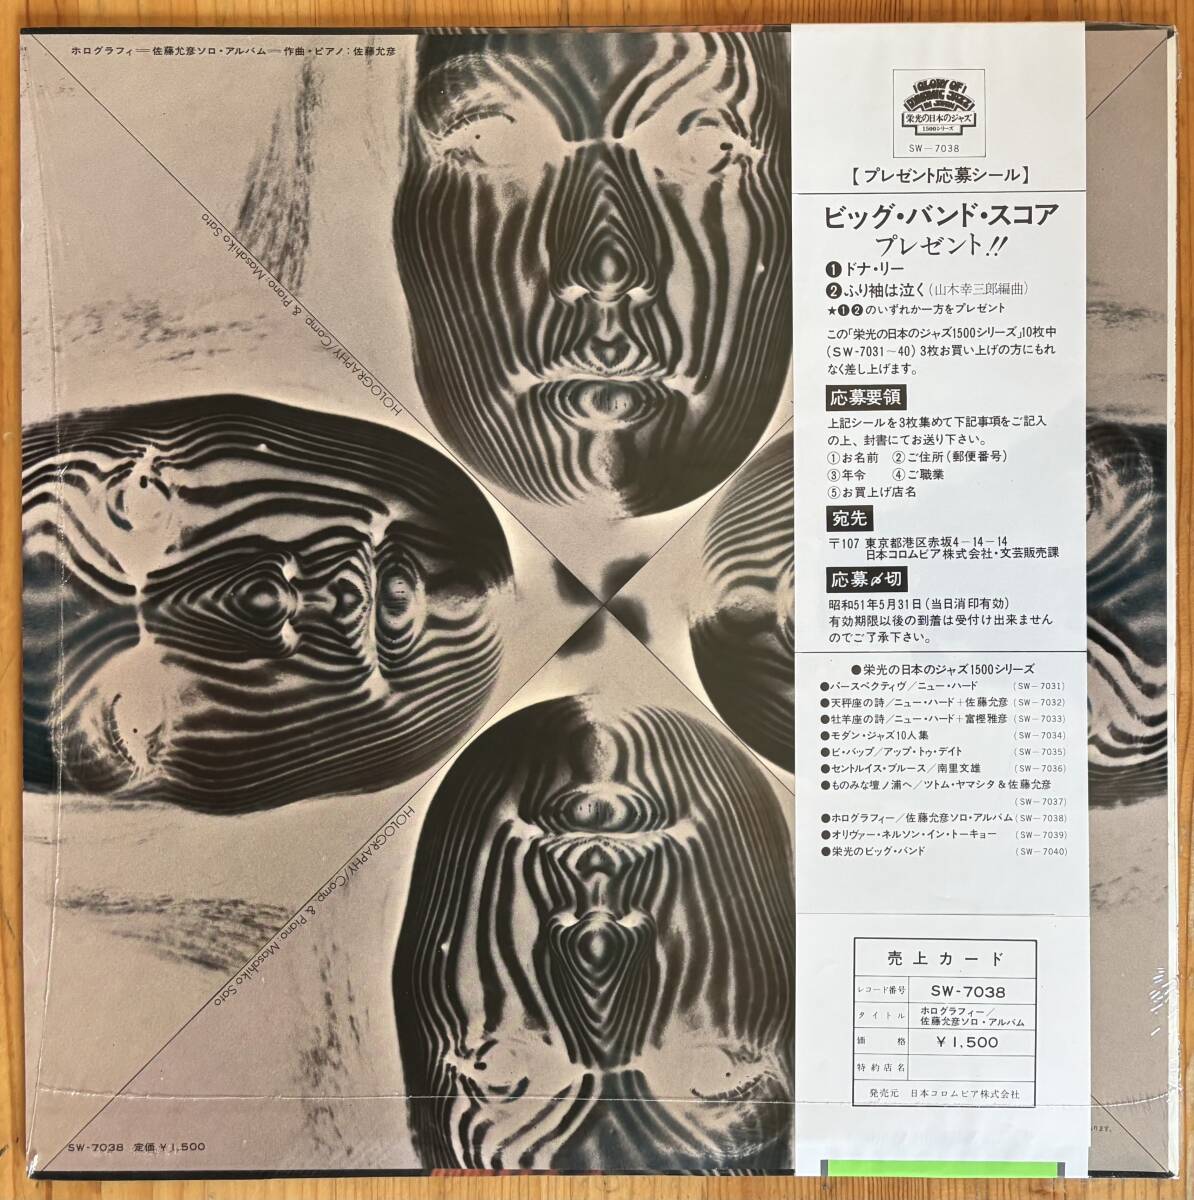 ホログラフィ=佐藤允彦ソロ・アルバム=作曲・ピアノ:佐藤允彦
HOLOGRAPHY/Comp. & Piano: Masahiko Sato
HOLOGRAPHY/Comp. & Piano: Masahiko Sato
SW-7038 定価¥1,500
GLORY OF
IN JAPAN
栄光の日本のジャズ
1500シリーズ
SW-7038
【プレゼント応募シール】
ビッグ・バンド・スコア
プレゼント!!
❶ドナ・リー
❷ふり袖は泣く(山木幸三郎編曲)
★❶❷のいずれか一方をプレゼント
この「栄光の日本のジャズ1500シリーズ」10枚中
(SW-7031〜40)3枚お買い上げの方にもれ
なく差し上げます。
応募要領
上記シールを3枚集めて下記事項をご記入
の上、封書にてお送り下さい。
①お名前 ②ご住所(郵便番号)
③年令 ④ご職業
⑤お買上げ店名
宛先
〒107 東京都港区赤坂4-14-14
日本コロムビア株式会社・文芸販売課
応募〆切
昭和51年5月31日(当日消印有効)
有効期限以後の到着は受付け出来ません
のでご了承下さい。
●栄光の日本のジャズ1500シリーズ
●パースペクティヴ/ニュー・ハード (SW-7031)
●天秤座の詩/ニュー・ハード+佐藤允彦 (SW-7032)
●牡羊座の詩/ニュー・ハード+富樫雅彦 (SW-7033)
●モダン・ジャズ10人集 (SW-7034)
●ビ・バップ/アップ・トゥ・デイト (SW-7035)
●セントルイス・ブルース/南里文雄 (SW-7036)
●ものみな壇ノ浦へ/ツトム・ヤマシタ&佐藤允彦
(SW-7037)
●ホログラフィー/佐藤允彦ソロ・アルバム (SW-7038)
●オリヴァー・ネルソン・イン・トーキョー (SW-7039)
●栄光のビッグ・バンド (SW-7040)
売上カード
レコード番号 SW-7038
タイトル ホログラフィー/
佐藤允彦ソロ・アルバム
価格 ¥1,500
特約店名
発売元 日本コロムビア株式会社
ります。